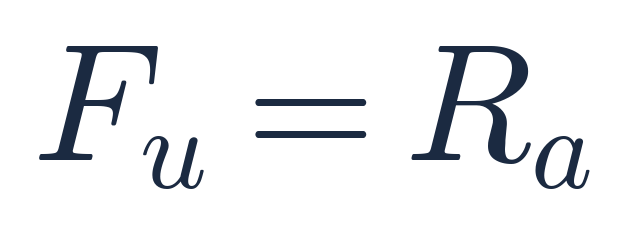 F_u = R_a